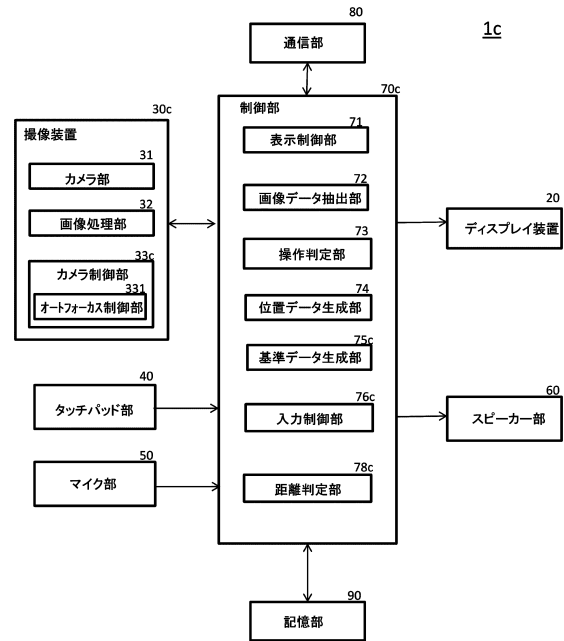 80
1c
通信部
30c
70c
撮像装置
制御部
31
カメラ部
32
画像処理部
33c
カメラ制御部
331
オートフォーカス制御部
71
表示制御部
72
画像データ抽出部
73
操作判定部
74
位置データ生成部
75c
基準データ生成部
76c
入力制御部
78c
距離判定部
20
ディスプレイ装置
40
タッチパッド部
60
スピーカー部
50
マイク部
90
記憶部